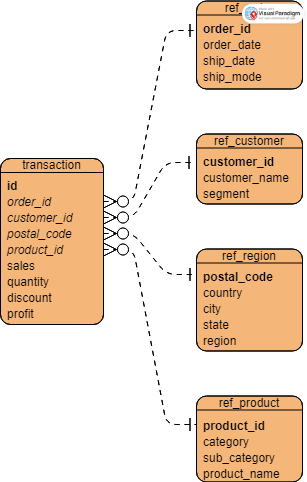 ref_
Visual Paradigm
order_id
order_date
ship_date
ship_mode
ref_customer
customer_id
customer_name
segment
transaction
id
order_id
customer_id
postal_code
product_id
sales
quantity
discount
profit
ref_region
postal_code
country
city
state
region
ref_product
product_id
category
sub_category
product_name